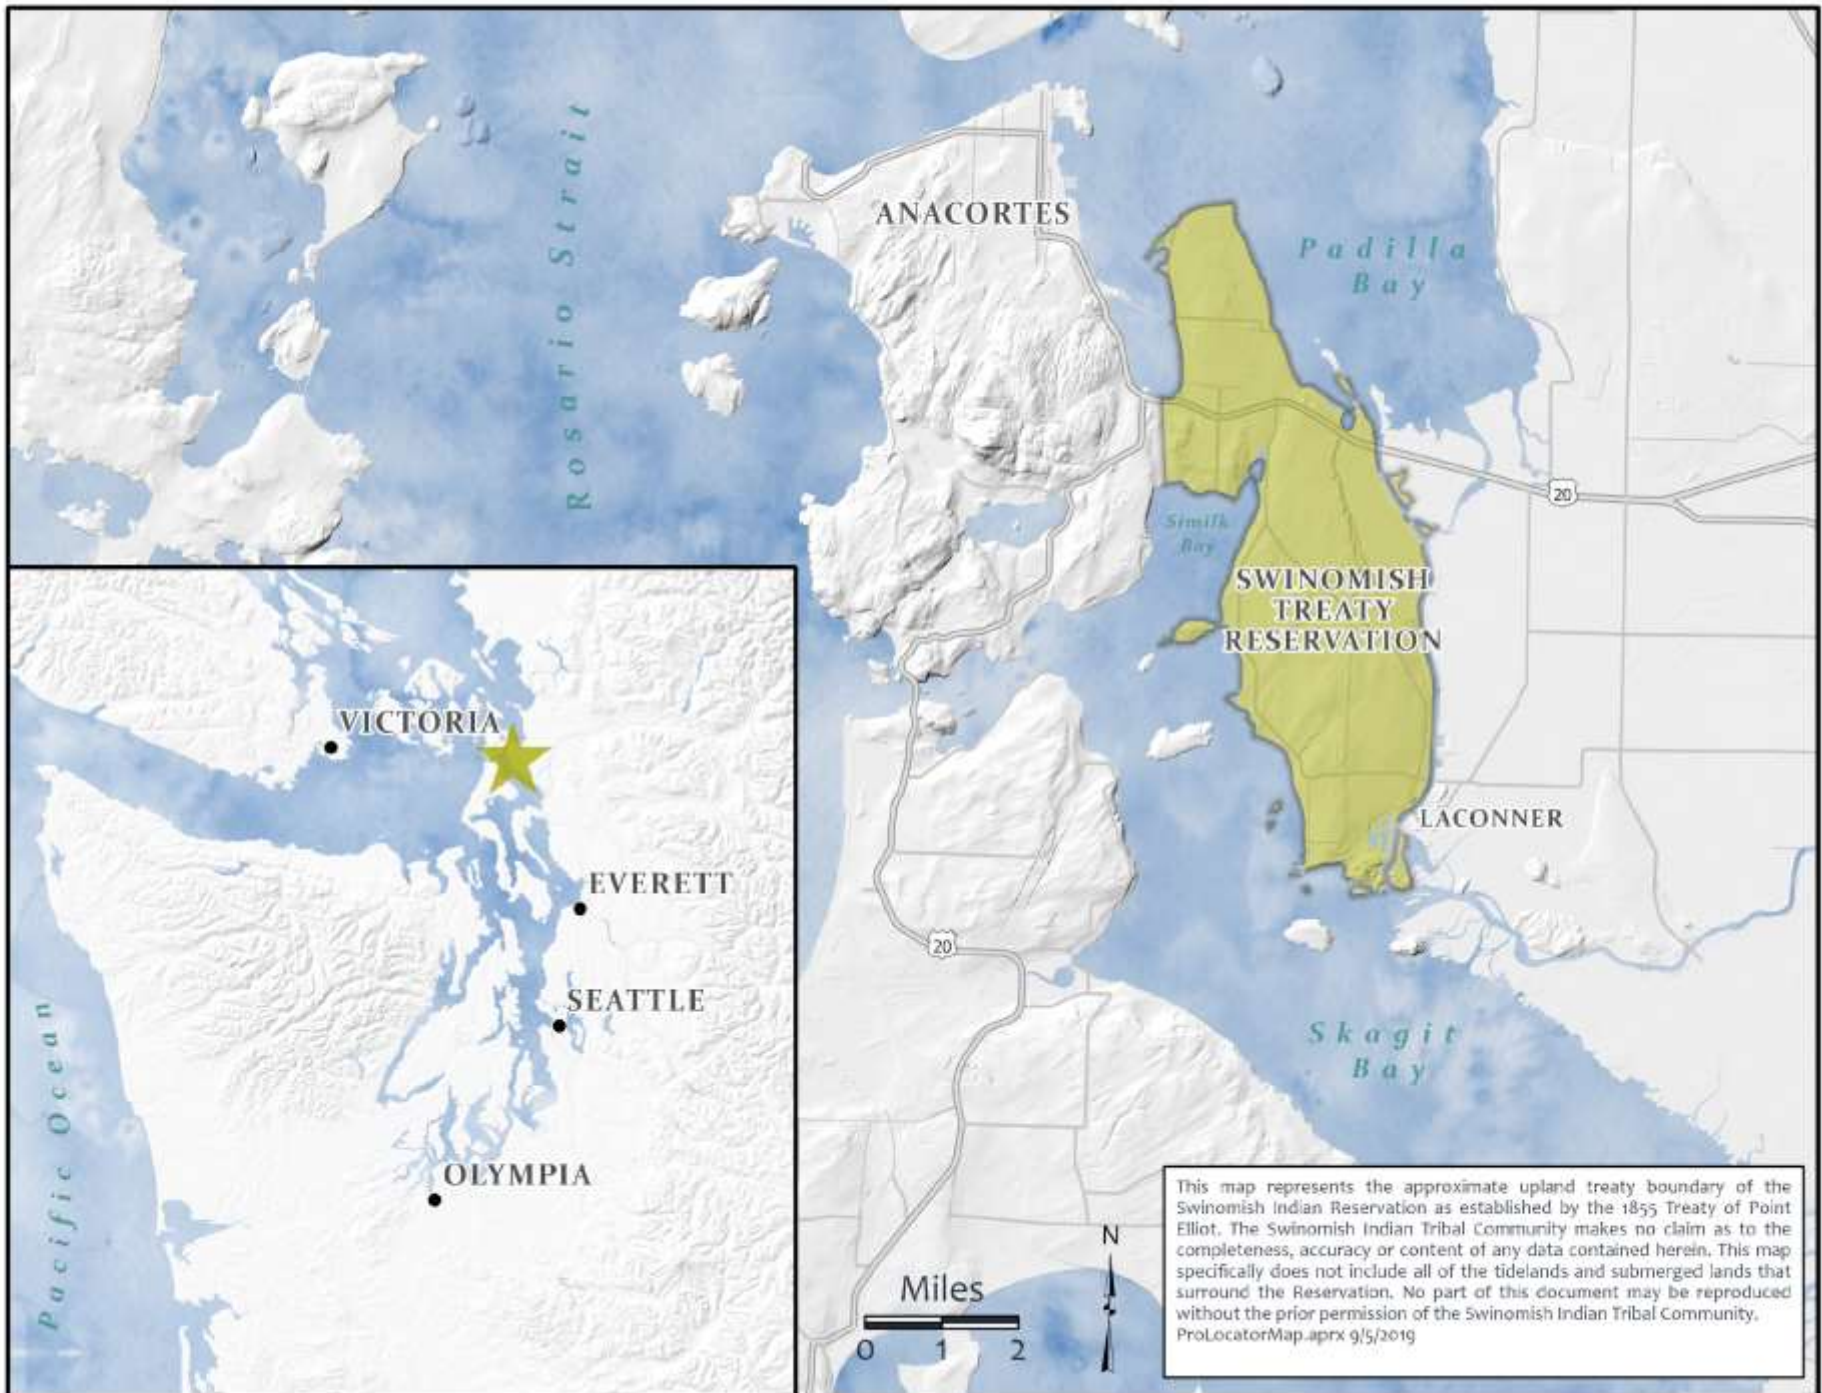 Rosario Strait
ANACORTES
Padilla
Bay
20
Similk
Bay
SWINOMISH
TREATY
RESERVATION
LACONNER
20
Skagit
Bay
VICTORIA
EVERETT
SEATTLE
OLYMPIA
Pacific Ocean
N
Miles
0 1 2
This map represents the approximate upland treaty boundary of the
Swinomish Indian Reservation as established by the 1855 Treaty of Point
Elliot. The Swinomish Indian Tribal Community makes no claim as to the
completeness, accuracy or content of any data contained herein. This map
specifically does not include all of the tidelands and submerged lands that
surround the Reservation. No part of this document may be reproduced
without the prior permission of the Swinomish Indian Tribal Community.
ProLocatorMap.aprx 9/5/2019